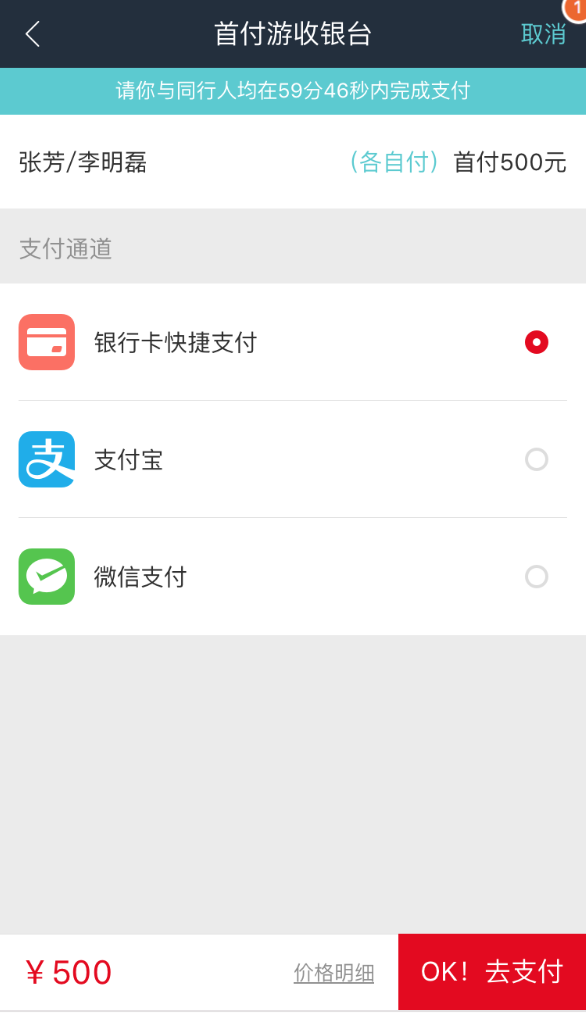 1
首付游收银台 取消
请你与同行人均在59分46秒内完成支付
张芳/李明磊 (各自付) 首付500元
支付通道
银行卡快捷支付
支 支付宝
微信支付
￥500 价格明细 OK！去支付